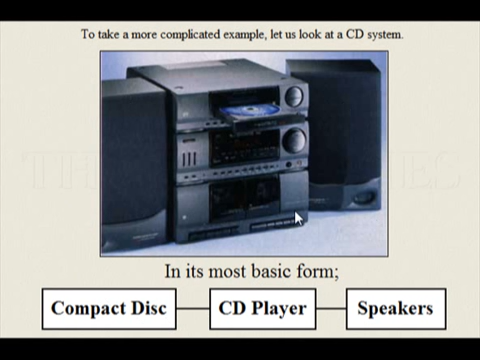 To take a more complicated example, let us look at a CD system.
In its most basic form;
Compact Disc CD Player Speakers